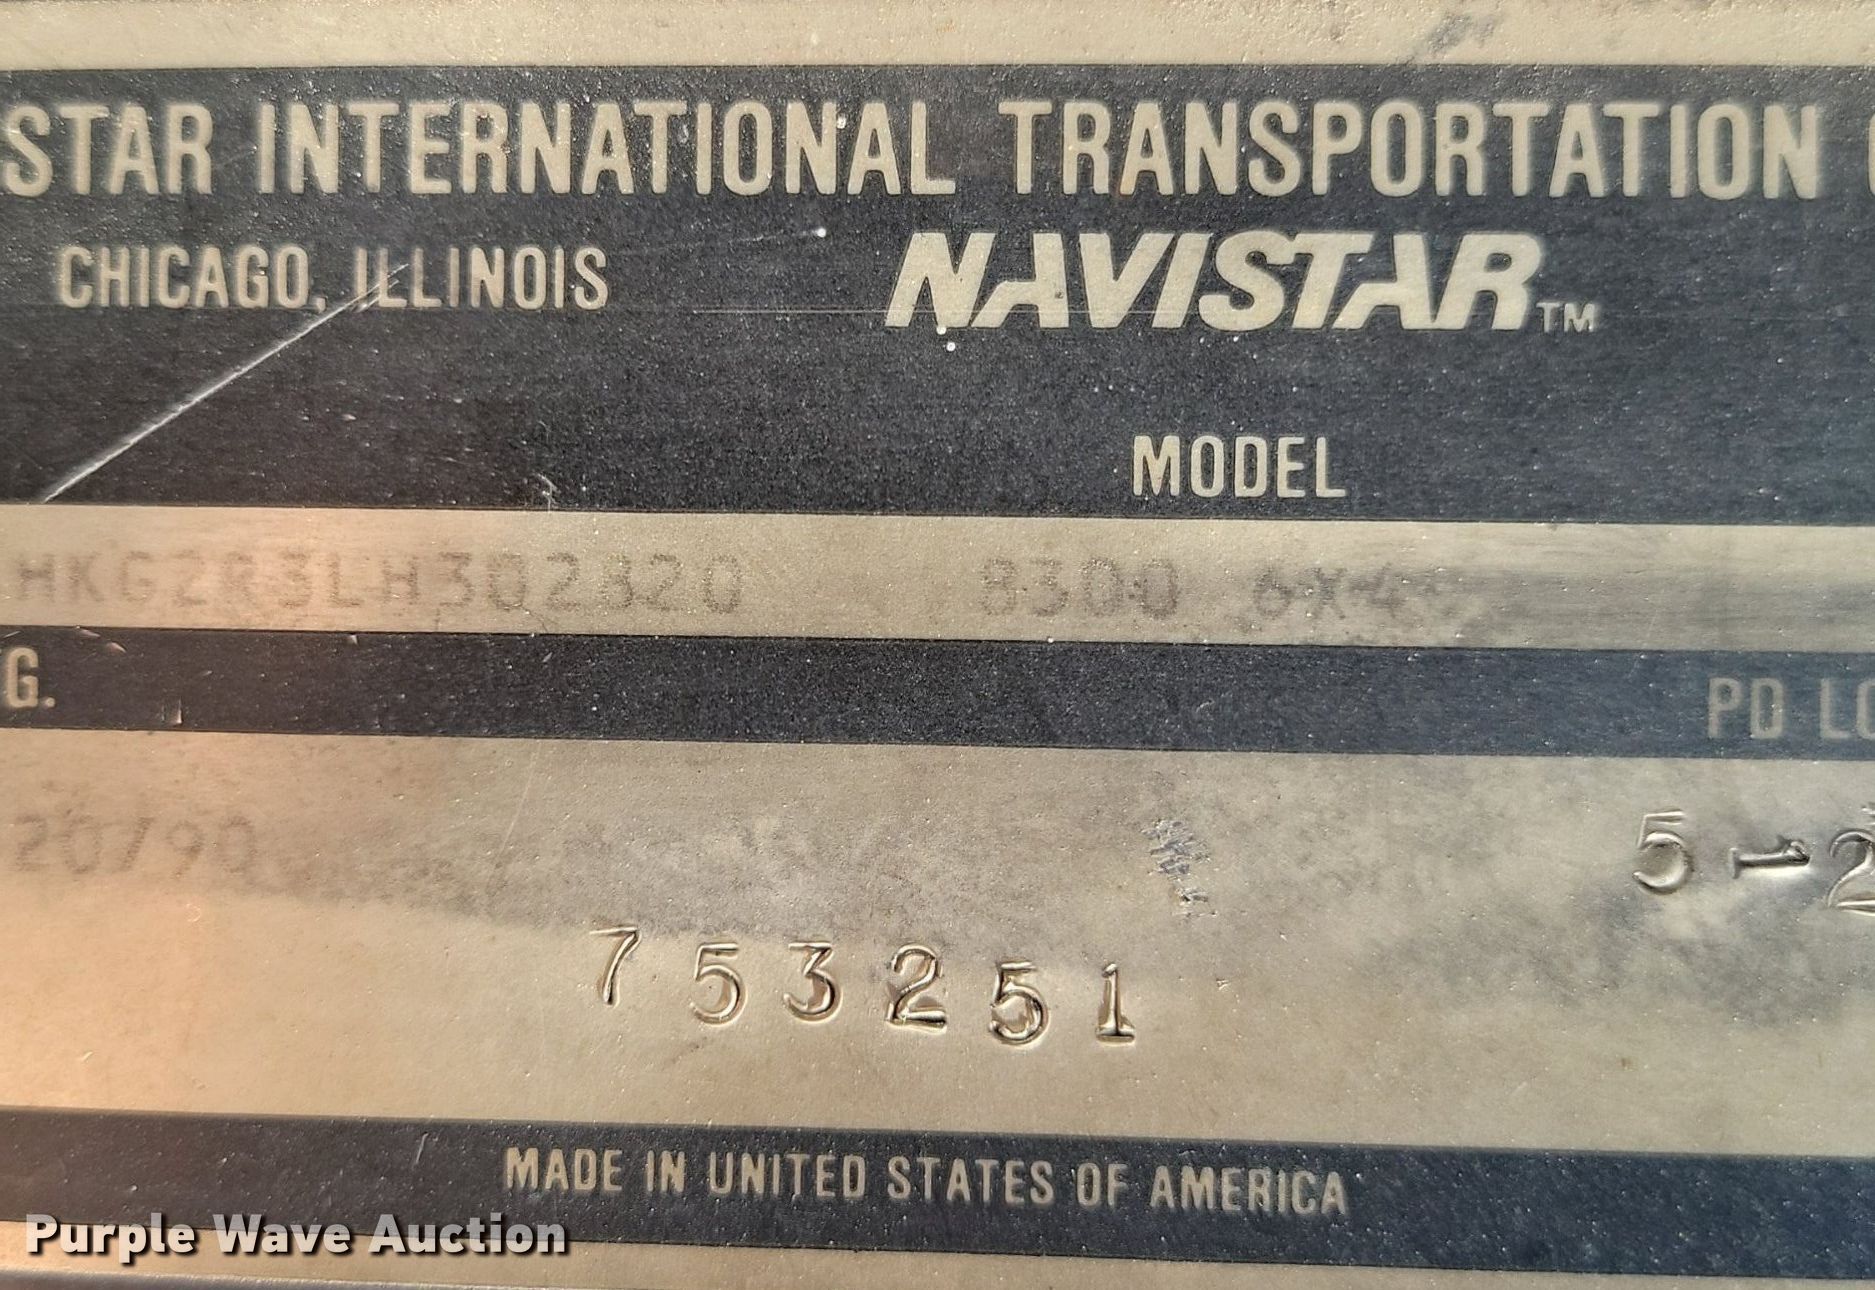 STAR INTERNATIONAL TRANSPORTATION
CHICAGO, ILLINOIS NAVISTAR™
MODEL
HKGZRR3LH302820 8300 6X4
G. PD LO
20/90
5-2
753251
MADE IN UNITED STATES OF AMERICA
Purple Wave Auction